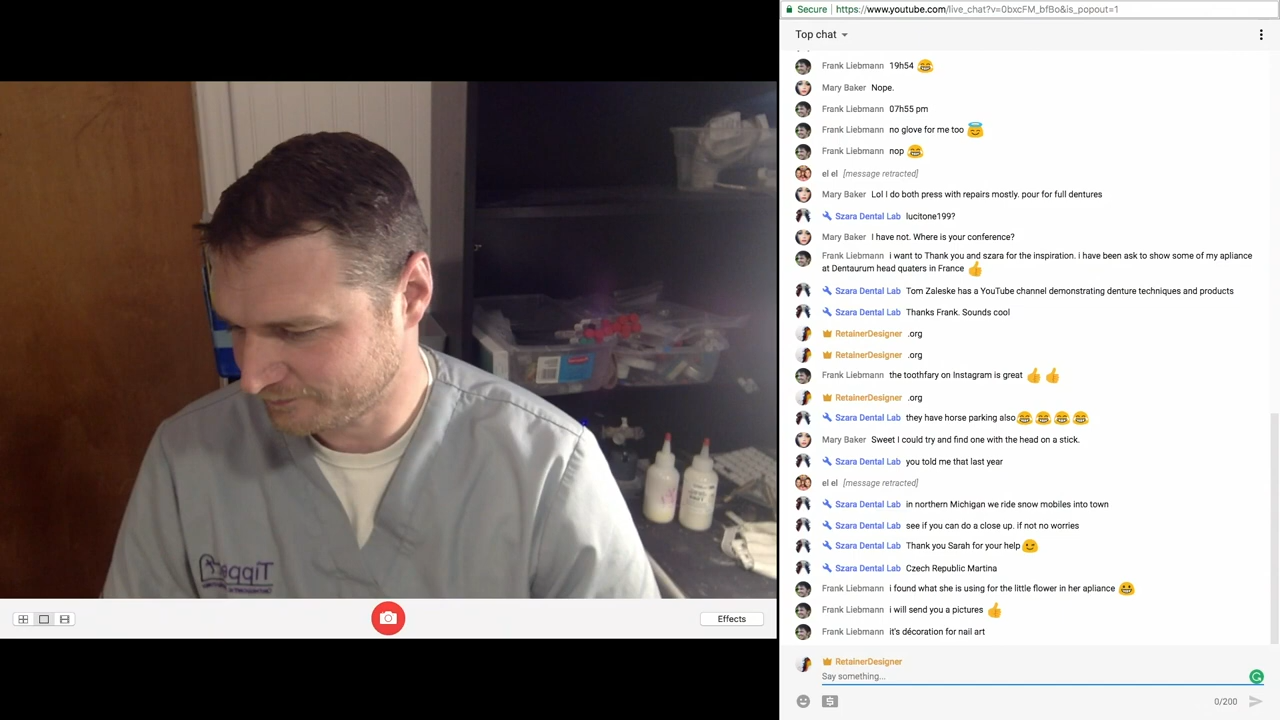 Secure | https://www.youtube.com/live_chat?v=0bxcFM_bfBo&is_popout=1
Top chat
Frank Liebmann 19h54 😂
Mary Baker Nope.
Frank Liebmann 07h55 pm
Frank Liebmann no glove for me too 😇
Frank Liebmann nop 😂
el el [message retracted]
Mary Baker Lol I do both press with repairs mostly. pour for full dentures
Szara Dental Lab lucitone199?
Mary Baker I have not. Where is your conference?
Frank Liebmann i want to Thank you and szara for the inspiration. i have been ask to show some of my apliance
at Dentaurum head quaters in France 👍
Szara Dental Lab Tom Zaleske has a YouTube channel demonstrating denture techniques and products
Szara Dental Lab Thanks Frank. Sounds cool
RetainerDesigner .org
RetainerDesigner .org
Frank Liebmann the toothfary on Instagram is great 👍 👍
RetainerDesigner .org
Szara Dental Lab they have horse parking also😂 😂 😂 😂
Mary Baker Sweet I could try and find one with the head on a stick.
Szara Dental Lab you told me that last year
el el [message retracted]
Szara Dental Lab in northern Michigan we ride snow mobiles into town
Szara Dental Lab see if you can do a close up. if not no worries
Szara Dental Lab Thank you Sarah for your help😉
Szara Dental Lab Czech Republic Martina
Frank Liebmann i found what she is using for the little flower in her apliance 😀
Frank Liebmann i will send you a pictures 👍
Frank Liebmann it's décoration for nail art
RetainerDesigner
Say something...
0/200
Effects